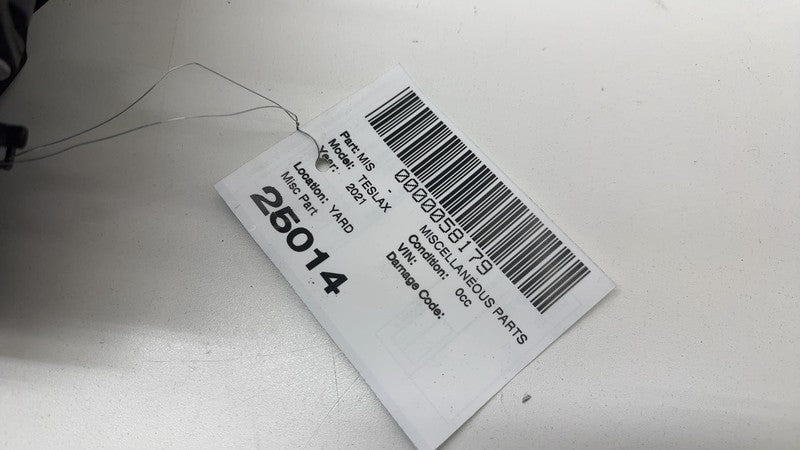 0000058179
Part: MIS - MISCELLANEOUS PARTS
Model: TESLAX Condition: 0cc
Year: 2021 VIN:
Damage Code:
Location: YARD
Misc Part
25014